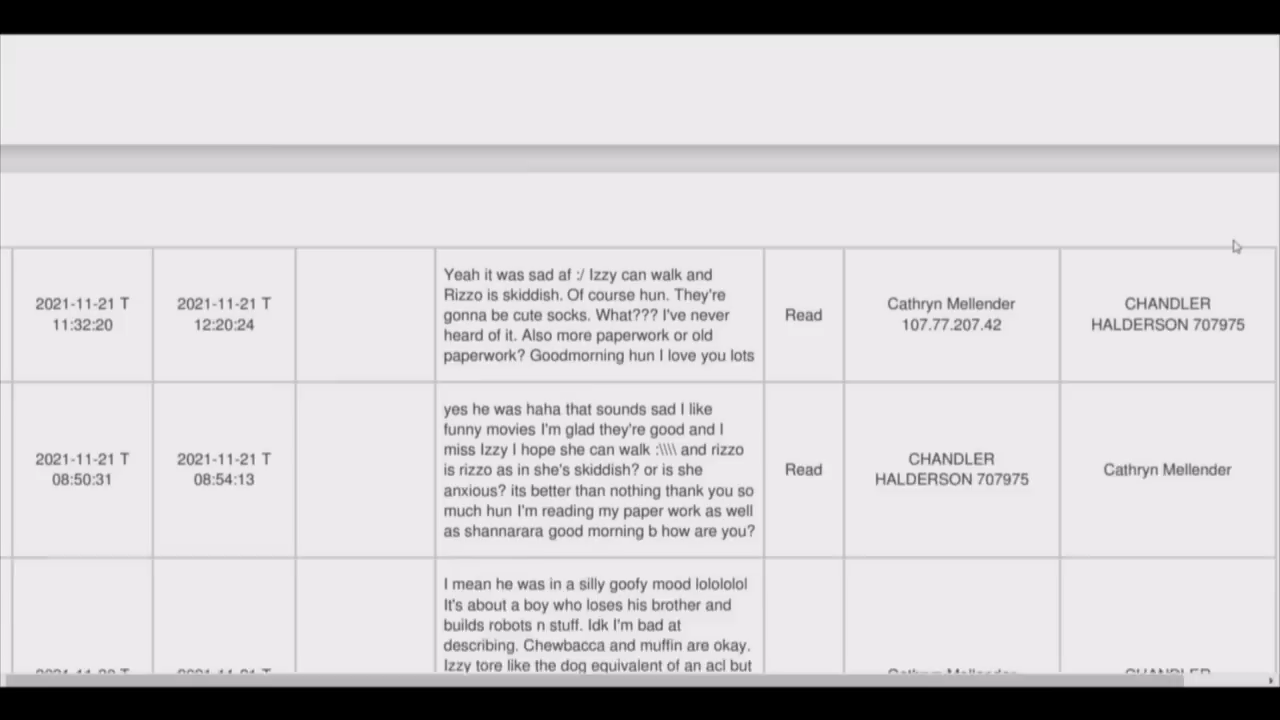 2021-11-21 T
11:32:20
2021-11-21 T
12:20:24
Yeah it was sad af :/ Izzy can walk and
Rizzo is skiddish. Of course hun. They're
gonna be cute socks. What??? I've never
heard of it. Also more paperwork or old
paperwork? Goodmorning hun I love you lots
Read
Cathryn Mellender
107.77.207.42
CHANDLER
HALDERSON 707975
2021-11-21 T
08:50:31
2021-11-21 T
08:54:13
yes he was haha that sounds sad I like
funny movies I'm glad they're good and I
miss Izzy I hope she can walk :\\\\ and rizzo
is rizzo as in she's skiddish? or is she
anxious? its better than nothing thank you so
much hun I'm reading my paper work as well
as shannarara good morning b how are you?
Read
CHANDLER
HALDERSON 707975
Cathryn Mellender
I mean he was in a silly goofy mood lolololol
It's about a boy who loses his brother and
builds robots n stuff. Idk I'm bad at
describing. Chewbacca and muffin are okay.
Izzy tore like the dog equivalent of an acl but
Cathryn Mellender
CHANDLER